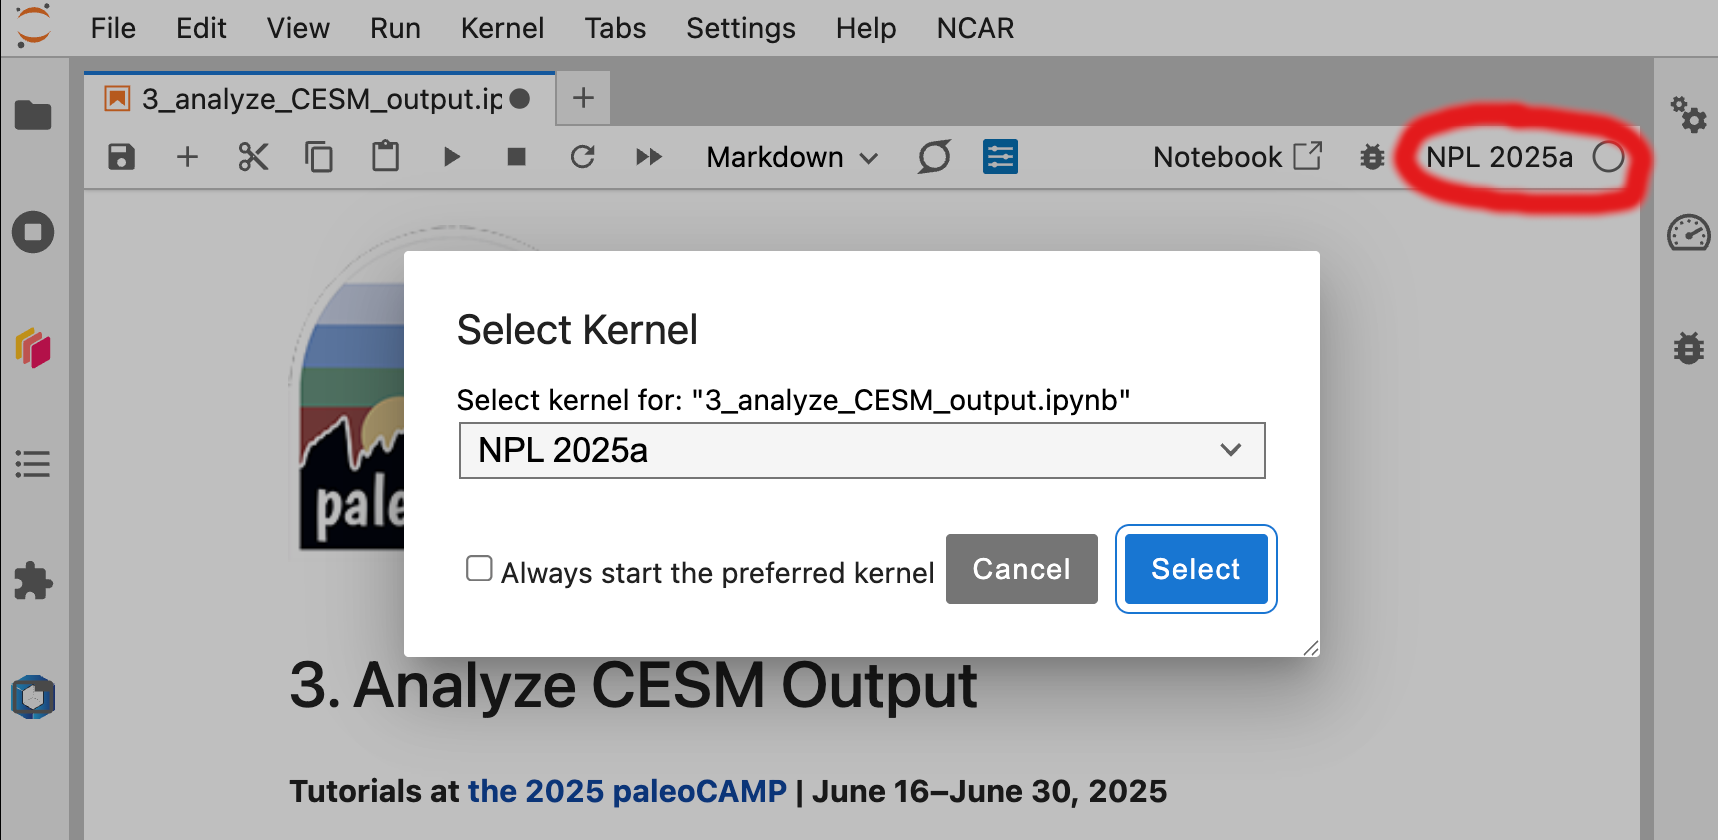 File Edit View Run Kernel Tabs Settings Help NCAR
3_analyze_CESM_output.ip
Markdown Notebook NPL 2025a
Select Kernel
Select kernel for: "3_analyze_CESM_output.ipynb"
NPL 2025a
Always start the preferred kernel Cancel Select
pale
3. Analyze CESM Output
Tutorials at the 2025 paleoCAMP | June 16–June 30, 2025